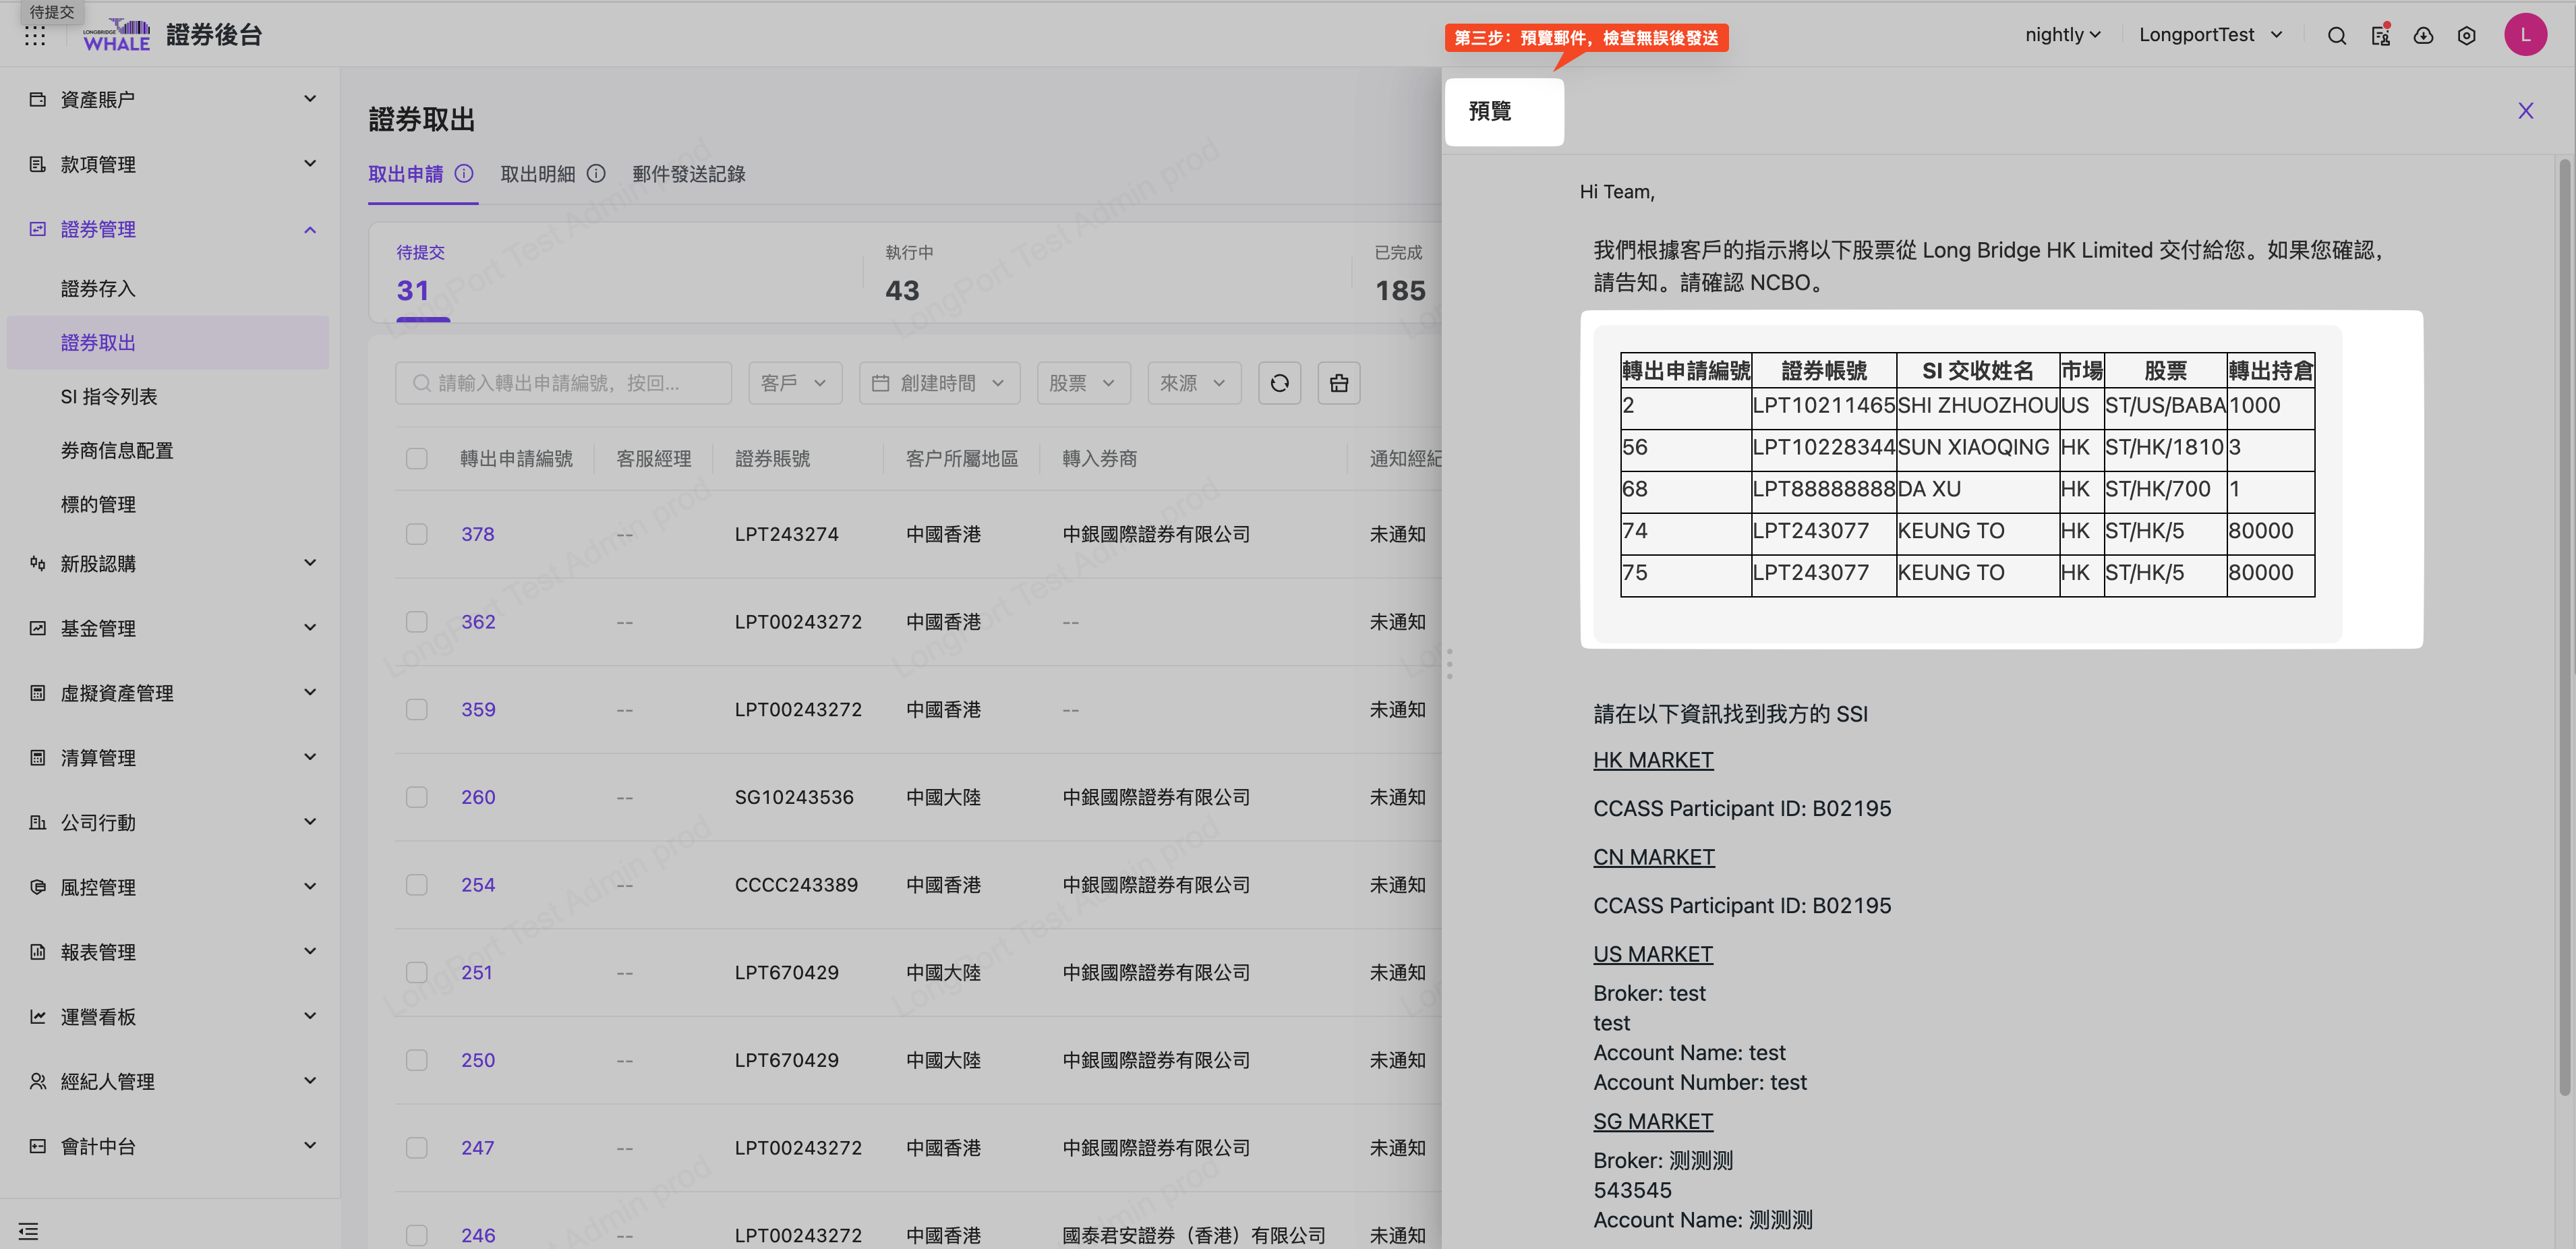 待提交
LONGBRIDGE
WHALE
證券後台
第三步：預覽郵件，檢查無誤後發送
nightly
LongportTest
L
資產賬户
款項管理
證券管理
證券存入
證券取出
SI 指令列表
券商信息配置
標的管理
新股認購
基金管理
虛擬資產管理
清算管理
公司行動
風控管理
報表管理
運營看板
經紀人管理
會計中台
證券取出
取出申請 取出明細 郵件發送記錄
待提交 執行中 已完成
31 43 185
請輸入轉出申請編號，按回... 客戶 創建時間 股票 來源
轉出申請編號 客服經理 證券賬號 客户所屬地區 轉入券商 通知經紀
378 -- LPT243274 中國香港 中銀國際證券有限公司 未通知
362 -- LPT00243272 中國香港 -- 未通知
359 -- LPT00243272 中國香港 -- 未通知
260 -- SG10243536 中國大陸 中銀國際證券有限公司 未通知
254 -- CCCC243389 中國香港 中銀國際證券有限公司 未通知
251 -- LPT670429 中國大陸 中銀國際證券有限公司 未通知
250 -- LPT670429 中國大陸 中銀國際證券有限公司 未通知
247 -- LPT00243272 中國香港 中銀國際證券有限公司 未通知
246 -- LPT00243272 中國香港 國泰君安證券（香港）有限公司 未通知
LongPort Test Admin prod
預覽
Hi Team,
我們根據客戶的指示將以下股票從 Long Bridge HK Limited 交付給您。如果您確認，
請告知。請確認 NCBO。
轉出申請編號 證券帳號 SI 交收姓名 市場 股票 轉出持倉
2 LPT10211465 SHI ZHUOZHOU US ST/US/BABA 1000
56 LPT10228344 SUN XIAOQING HK ST/HK/1810 3
68 LPT88888888 DA XU HK ST/HK/700 1
74 LPT243077 KEUNG TO HK ST/HK/5 80000
75 LPT243077 KEUNG TO HK ST/HK/5 80000
請在以下資訊找到我方的 SSI
HK MARKET
CCASS Participant ID: B02195
CN MARKET
CCASS Participant ID: B02195
US MARKET
Broker: test
test
Account Name: test
Account Number: test
SG MARKET
Broker: 测测测
543545
Account Name: 测测测